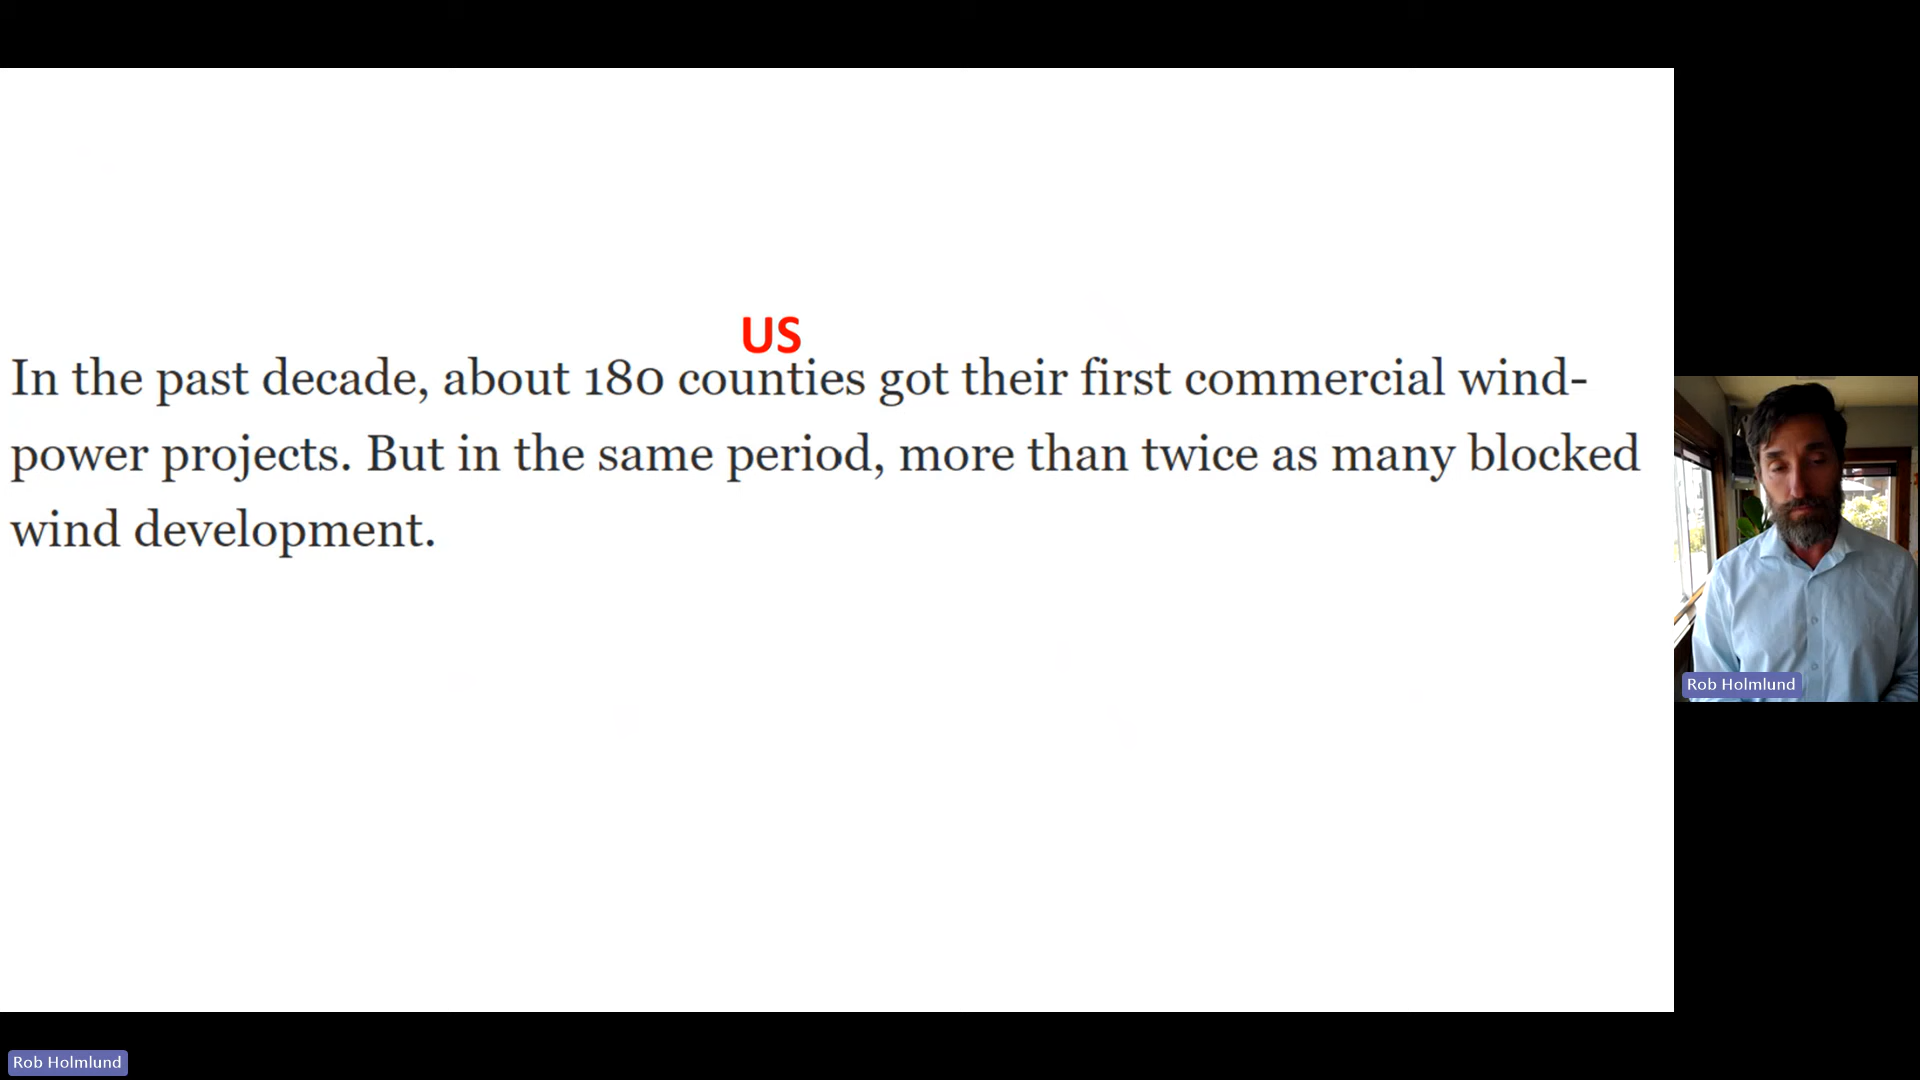 US
In the past decade, about 180 counties got their first commercial wind-
power projects. But in the same period, more than twice as many blocked
wind development.
Rob Holmlund
Rob Holmlund